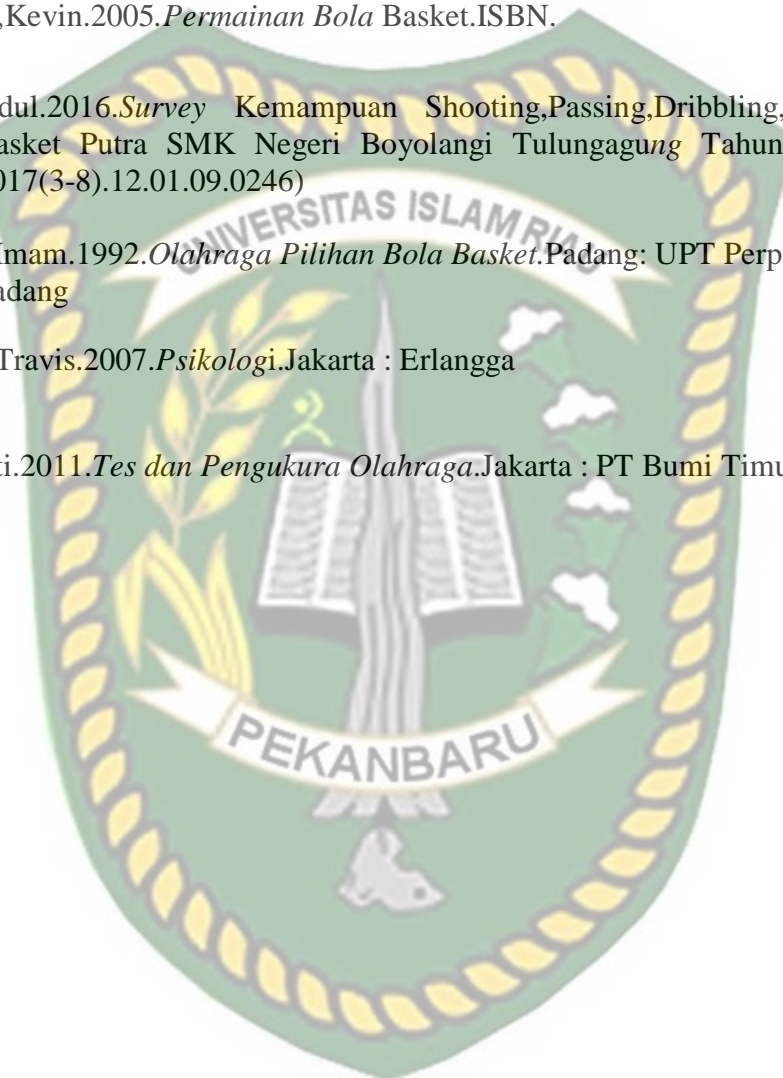 ,Kevin.2005.Permainan Bola Basket.ISBN.
dul.2016.Survey Kemampuan Shooting,Passing,Dribbling,
asket Putra SMK Negeri Boyolangi Tulungagung Tahun
017(3-8).12.01.09.0246)
UNIVERSITAS ISLAM RIAU
Imam.1992.Olahraga Pilihan Bola Basket.Padang: UPT Perp
adang
Travis.2007.Psikologi.Jakarta : Erlangga
ti.2011.Tes dan Pengukura Olahraga.Jakarta : PT Bumi Timu
PEKANBARU